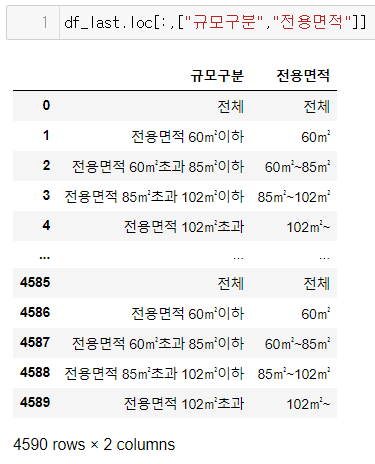 1 df_last.loc[:,["규모구분","전용면적"]]
규모구분 전용면적
0 전체 전체
1 전용면적 60㎡이하 60㎡
2 전용면적 60㎡초과 85㎡이하 60㎡~85㎡
3 전용면적 85㎡초과 102㎡이하 85㎡~102㎡
4 전용면적 102㎡초과 102㎡~
... ... ...
4585 전체 전체
4586 전용면적 60㎡이하 60㎡
4587 전용면적 60㎡초과 85㎡이하 60㎡~85㎡
4588 전용면적 85㎡초과 102㎡이하 85㎡~102㎡
4589 전용면적 102㎡초과 102㎡~
4590 rows × 2 columns